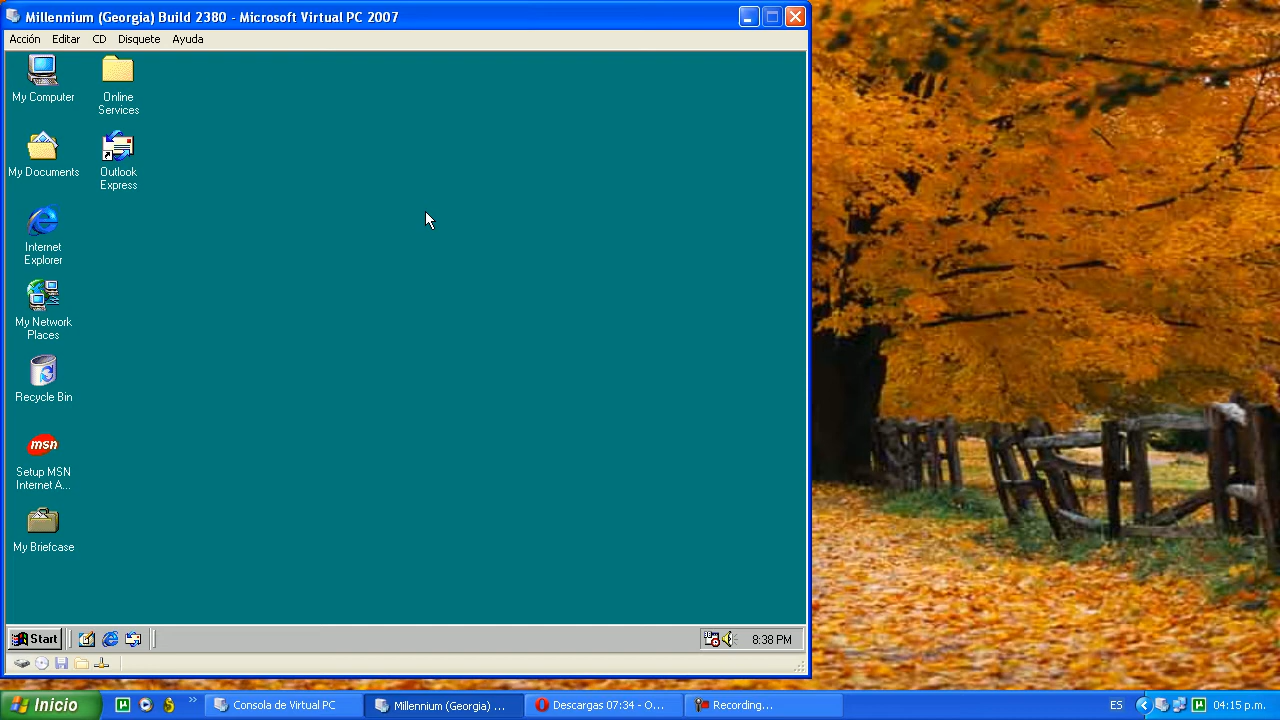 Millennium (Georgia) Build 2380 - Microsoft Virtual PC 2007
Acción Editar CD Disquete Ayuda
My Computer
Online
Services
My Documents
Outlook
Express
Internet
Explorer
My Network
Places
Recycle Bin
msn
Setup MSN
Internet A...
My Briefcase
Start
8:38 PM
Inicio
Consola de Virtual PC
Millennium (Georgia) ...
Descargas 07:34 - O...
Recording...
ES
04:15 p.m.